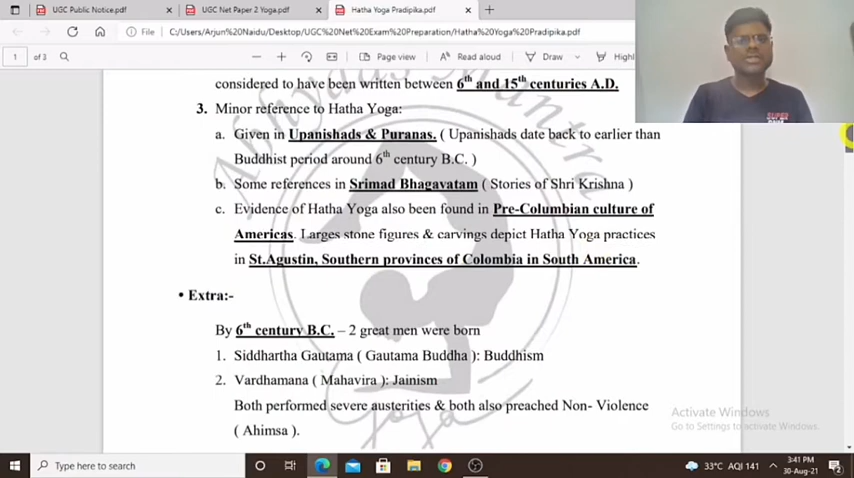 UGC Public Notice.pdf
UGC Net Paper 2 Yoga.pdf
Hatha Yoga Pradipika.pdf
File C:/Users/Arjun%20Naidu/Desktop/UGC%20Net%20Exam%20Preparation/Hatha%20Yoga%20Pradipika.pdf
1 of 3 Page view Read aloud Draw Highl
considered to have been written between 6th and 15th centuries A.D.
3. Minor reference to Hatha Yoga:
a. Given in Upanishads & Puranas. ( Upanishads date back to earlier than
Buddhist period around 6th century B.C. )
b. Some references in Srimad Bhagavatam ( Stories of Shri Krishna )
c. Evidence of Hatha Yoga also been found in Pre-Columbian culture of
Americas. Larges stone figures & carvings depict Hatha Yoga practices
in St.Agustin, Southern provinces of Colombia in South America.
• Extra:-
By 6th century B.C. – 2 great men were born
1. Siddhartha Gautama ( Gautama Buddha ): Buddhism
2. Vardhamana ( Mahavira ): Jainism
Both performed severe austerities & both also preached Non- Violence
( Ahimsa ).
Activate Windows
Go to Settings to activate Windows.
Type here to search
33°C AQI 141
3:41 PM
30-Aug-21
2